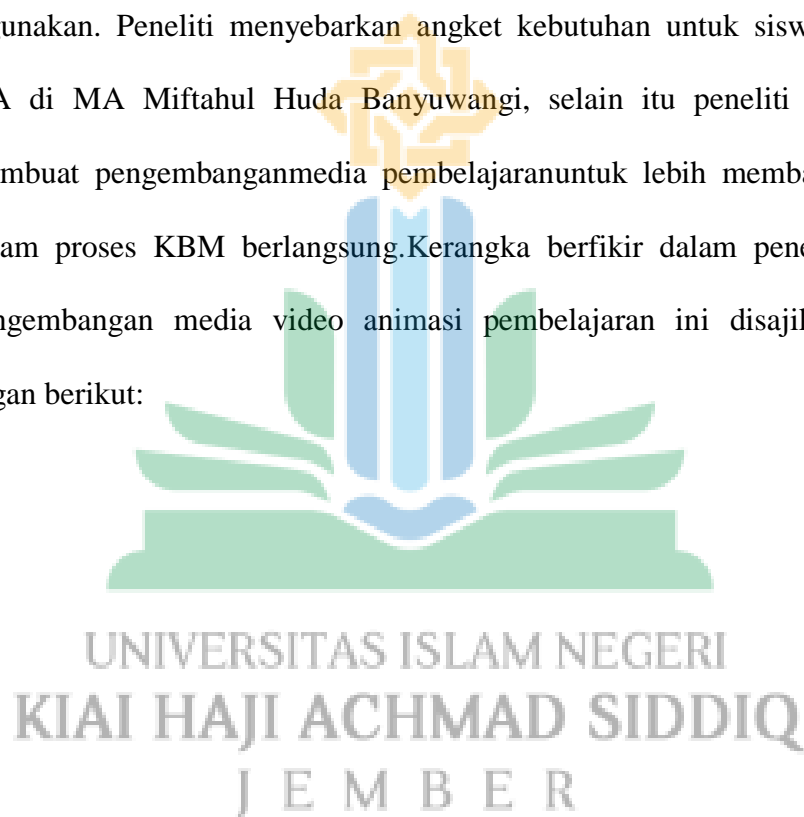 gunakan. Peneliti menyebarkan angket kebutuhan untuk sisw
A di MA Miftahul Huda Banyuwangi, selain itu peneliti
mbuat pengembanganmedia pembelajaranuntuk lebih memba
am proses KBM berlangsung.Kerangka berfikir dalam pene
ngembangan media video animasi pembelajaran ini disajil
gan berikut:
UNIVERSITAS ISLAM NEGERI
KIAI HAJI ACHMAD SIDDIQ
JEMBER